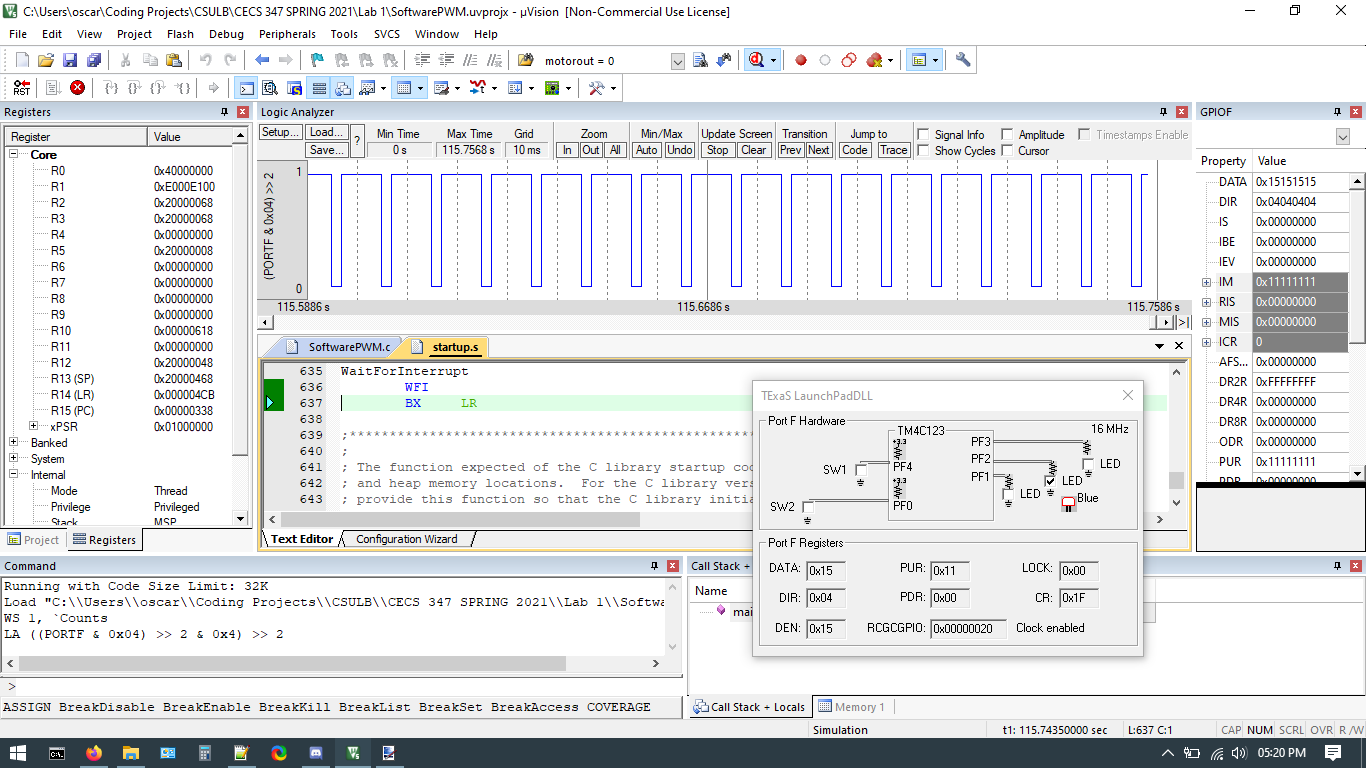 C:\Users\oscar\Coding Projects\CSULB\CECS 347 SPRING 2021\Lab 1\SoftwarePWM.uvprojx - µVision [Non-Commercial Use License]
File Edit View Project Flash Debug Peripherals Tools SVCS Window Help
motorout = 0
RST
Registers
Register Value
Core
R0 0x40000000
R1 0xE000E100
R2 0x20000068
R3 0x20000068
R4 0x00000000
R5 0x20000008
R6 0x00000000
R7 0x00000000
R8 0x00000000
R9 0x00000000
R10 0x00000618
R11 0x00000000
R12 0x20000048
R13 (SP) 0x20000468
R14 (LR) 0x000004CB
R15 (PC) 0x00000338
xPSR 0x01000000
Banked
System
Internal
Mode Thread
Privilege Privileged
Stack MSP
Project Registers
Logic Analyzer
Setup... Load... Save... ?
Min Time Max Time Grid Zoom Min/Max Update Screen Transition Jump to
0 s 115.7568 s 10 ms In Out All Auto Undo Stop Clear Prev Next Code Trace
Signal Info Amplitude Timestamps Enable
Show Cycles Cursor
(PORTF & 0x04) >> 2
1
0
115.5886 s 115.6686 s 115.7586 s
SoftwarePWM.c startup.s
635 WaitForInterrupt
636 WFI
637 BX LR
638
639 ;*****************************************************
640 ;
641 ; The function expected of the C library startup coo
642 ; and heap memory locations. For the C library vers
643 ; provide this function so that the C library initia
Text Editor Configuration Wizard
GPIOF
Property Value
DATA 0x15151515
DIR 0x04040404
IS 0x00000000
IBE 0x00000000
IEV 0x00000000
IM 0x11111111
RIS 0x00000000
MIS 0x00000000
ICR 0
AFS... 0x00000000
DR2R 0xFFFFFFFF
DR4R 0x00000000
DR8R 0x00000000
ODR 0x00000000
PUR 0x11111111
PDR 0x00000000
TExaS LaunchPadDLL
Port F Hardware
TM4C123
16 MHz
+3.3
+3.3
SW1 PF4 PF3 LED
PF2 LED
PF1 LED
Blue
SW2 PF0
Port F Registers
DATA: 0x15 PUR: 0x11 LOCK: 0x00
DIR: 0x04 PDR: 0x00 CR: 0x1F
DEN: 0x15 RCGCGPIO: 0x00000020 Clock enabled
Command
Running with Code Size Limit: 32K
Load "C:\\Users\\oscar\\Coding Projects\\CSULB\\CECS 347 SPRING 2021\\Lab 1\\Softwa
WS 1, `Counts
LA ((PORTF & 0x04) >> 2 & 0x4) >> 2
>
ASSIGN BreakDisable BreakEnable BreakKill BreakList BreakSet BreakAccess COVERAGE
Call Stack +
Name
mai
Call Stack + Locals Memory 1
Simulation t1: 115.74350000 sec L:637 C:1 CAP NUM SCRL OVR R /W
05:20 PM